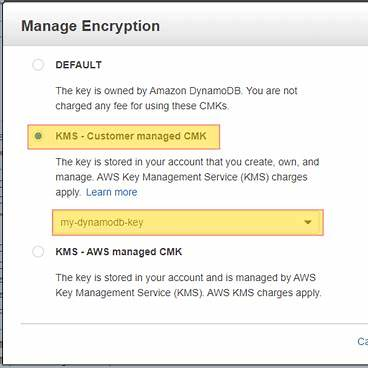 Manage Encryption
DEFAULT
The key is owned by Amazon DynamoDB. You are not
charged any fee for using these CMKs.
KMS - Customer managed CMK
The key is stored in your account that you create, own, and
manage. AWS Key Management Service (KMS) charges
apply. Learn more
my-dynamodb-key
KMS - AWS managed CMK
The key is stored in your account and is managed by AWS
Key Management Service (KMS). AWS KMS charges apply.